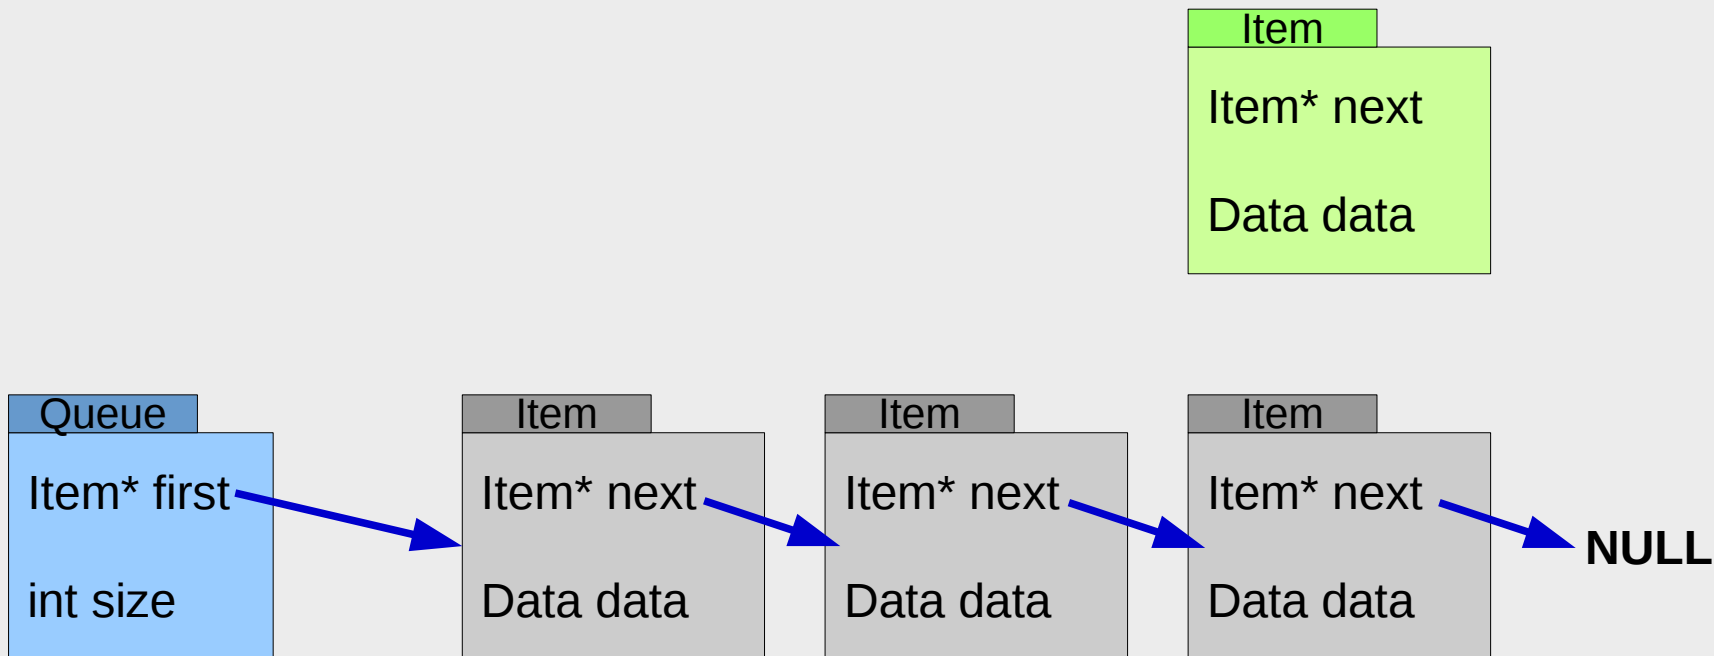 Item
Item* next
Data data
Queue
Item* first
int size
Item
Item* next
Data data
Item
Item* next
Data data
Item
Item* next
Data data
NULL